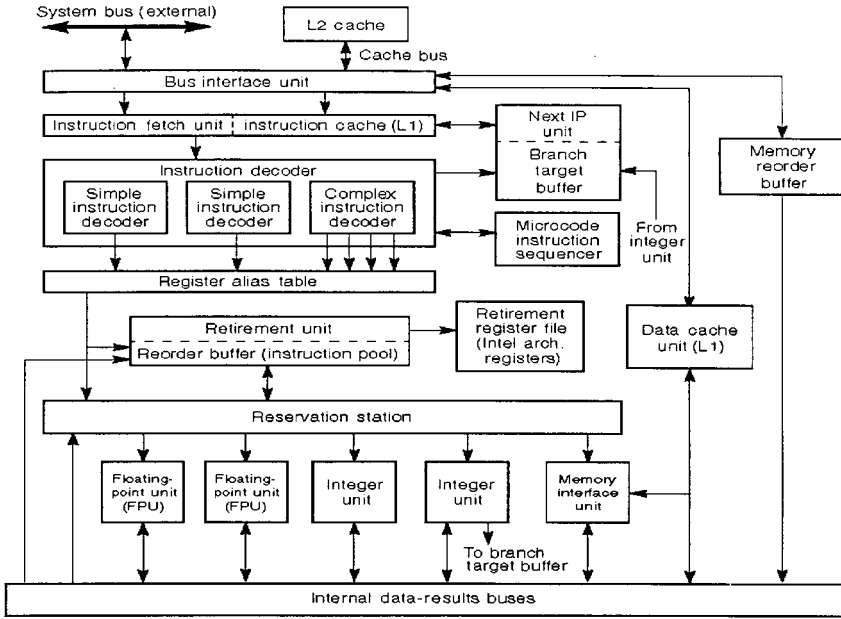 System bus (external)
L2 cache
Cache bus
Bus interface unit
Instruction fetch unit
instruction cache (L1)
Next IP
unit
Branch
target
buffer
Memory
reorder
buffer
Instruction decoder
Simple
instruction
decoder
Simple
instruction
decoder
Complex
instruction
decoder
Microcode
instruction
sequencer
From
integer
unit
Register alias table
Retirement unit
Reorder buffer (instruction pool)
Retirement
register file
(Intel arch.
registers)
Data cache
unit (L1)
Reservation station
Floating-
point unit
(FPU)
Floating-
point unit
(FPU)
Integer
unit
Integer
unit
Memory
interface
unit
To branch
target buffer
Internal data-results buses